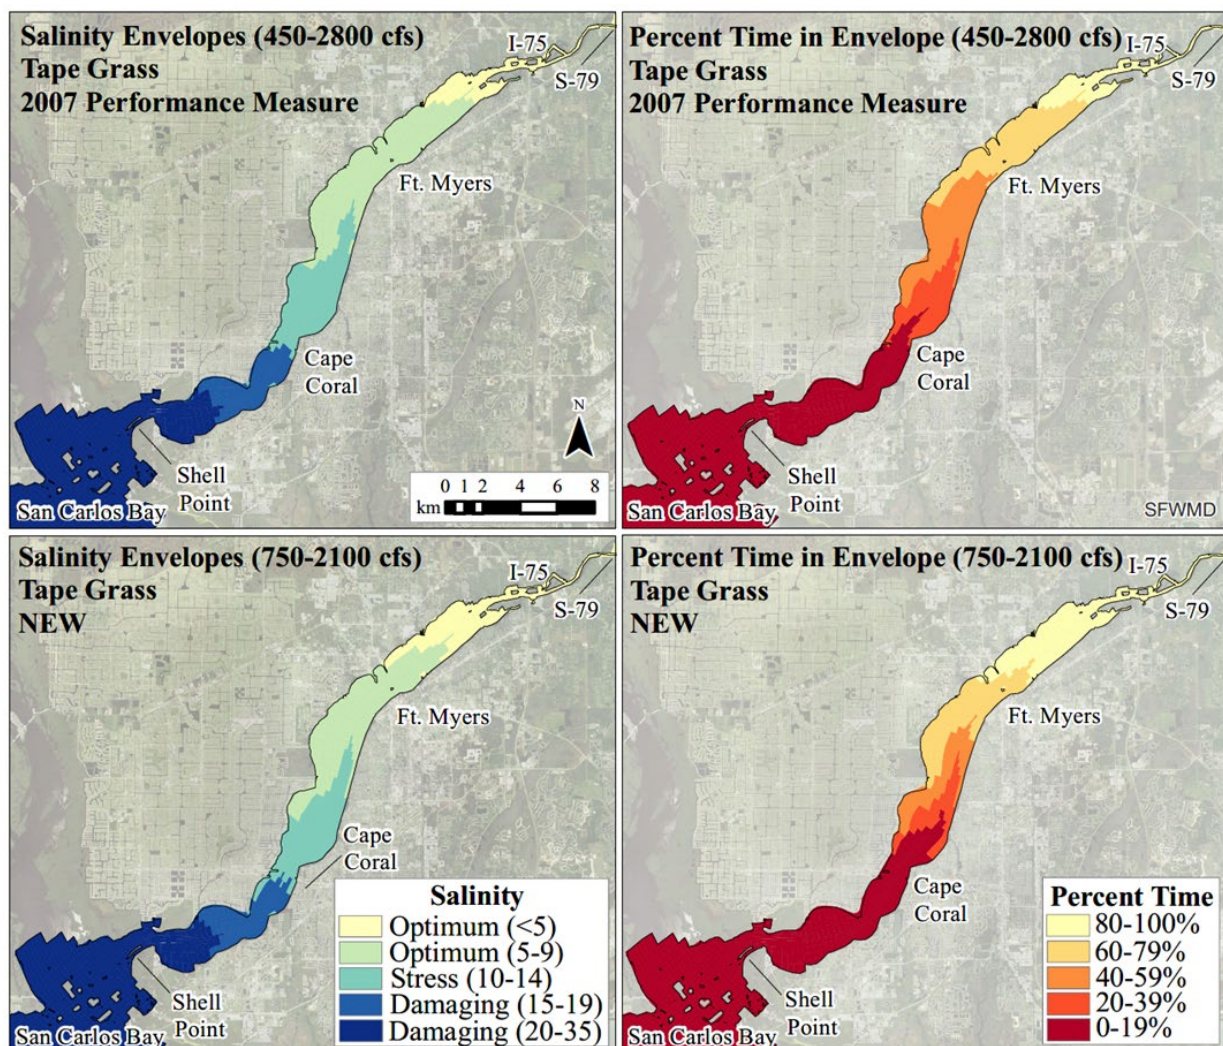 Salinity Envelopes (450-2800 cfs)
Tape Grass
2007 Performance Measure
I-75
S-79
Ft. Myers
Cape
Coral
Shell
Point
San Carlos Bay
N
0 1 2 4 6 8
km
Percent Time in Envelope (450-2800 cfs)
Tape Grass
2007 Performance Measure
I-75
S-79
Ft. Myers
Cape
Coral
Shell
Point
San Carlos Bay
SFWMD
Salinity Envelopes (750-2100 cfs)
Tape Grass
NEW
I-75
S-79
Ft. Myers
Cape
Coral
Shell
Point
San Carlos Bay
Salinity
Optimum (<5)
Optimum (5-9)
Stress (10-14)
Damaging (15-19)
Damaging (20-35)
Percent Time in Envelope (750-2100 cfs)
Tape Grass
NEW
I-75
S-79
Ft. Myers
Cape
Coral
Shell
Point
San Carlos Bay
Percent Time
80-100%
60-79%
40-59%
20-39%
0-19%